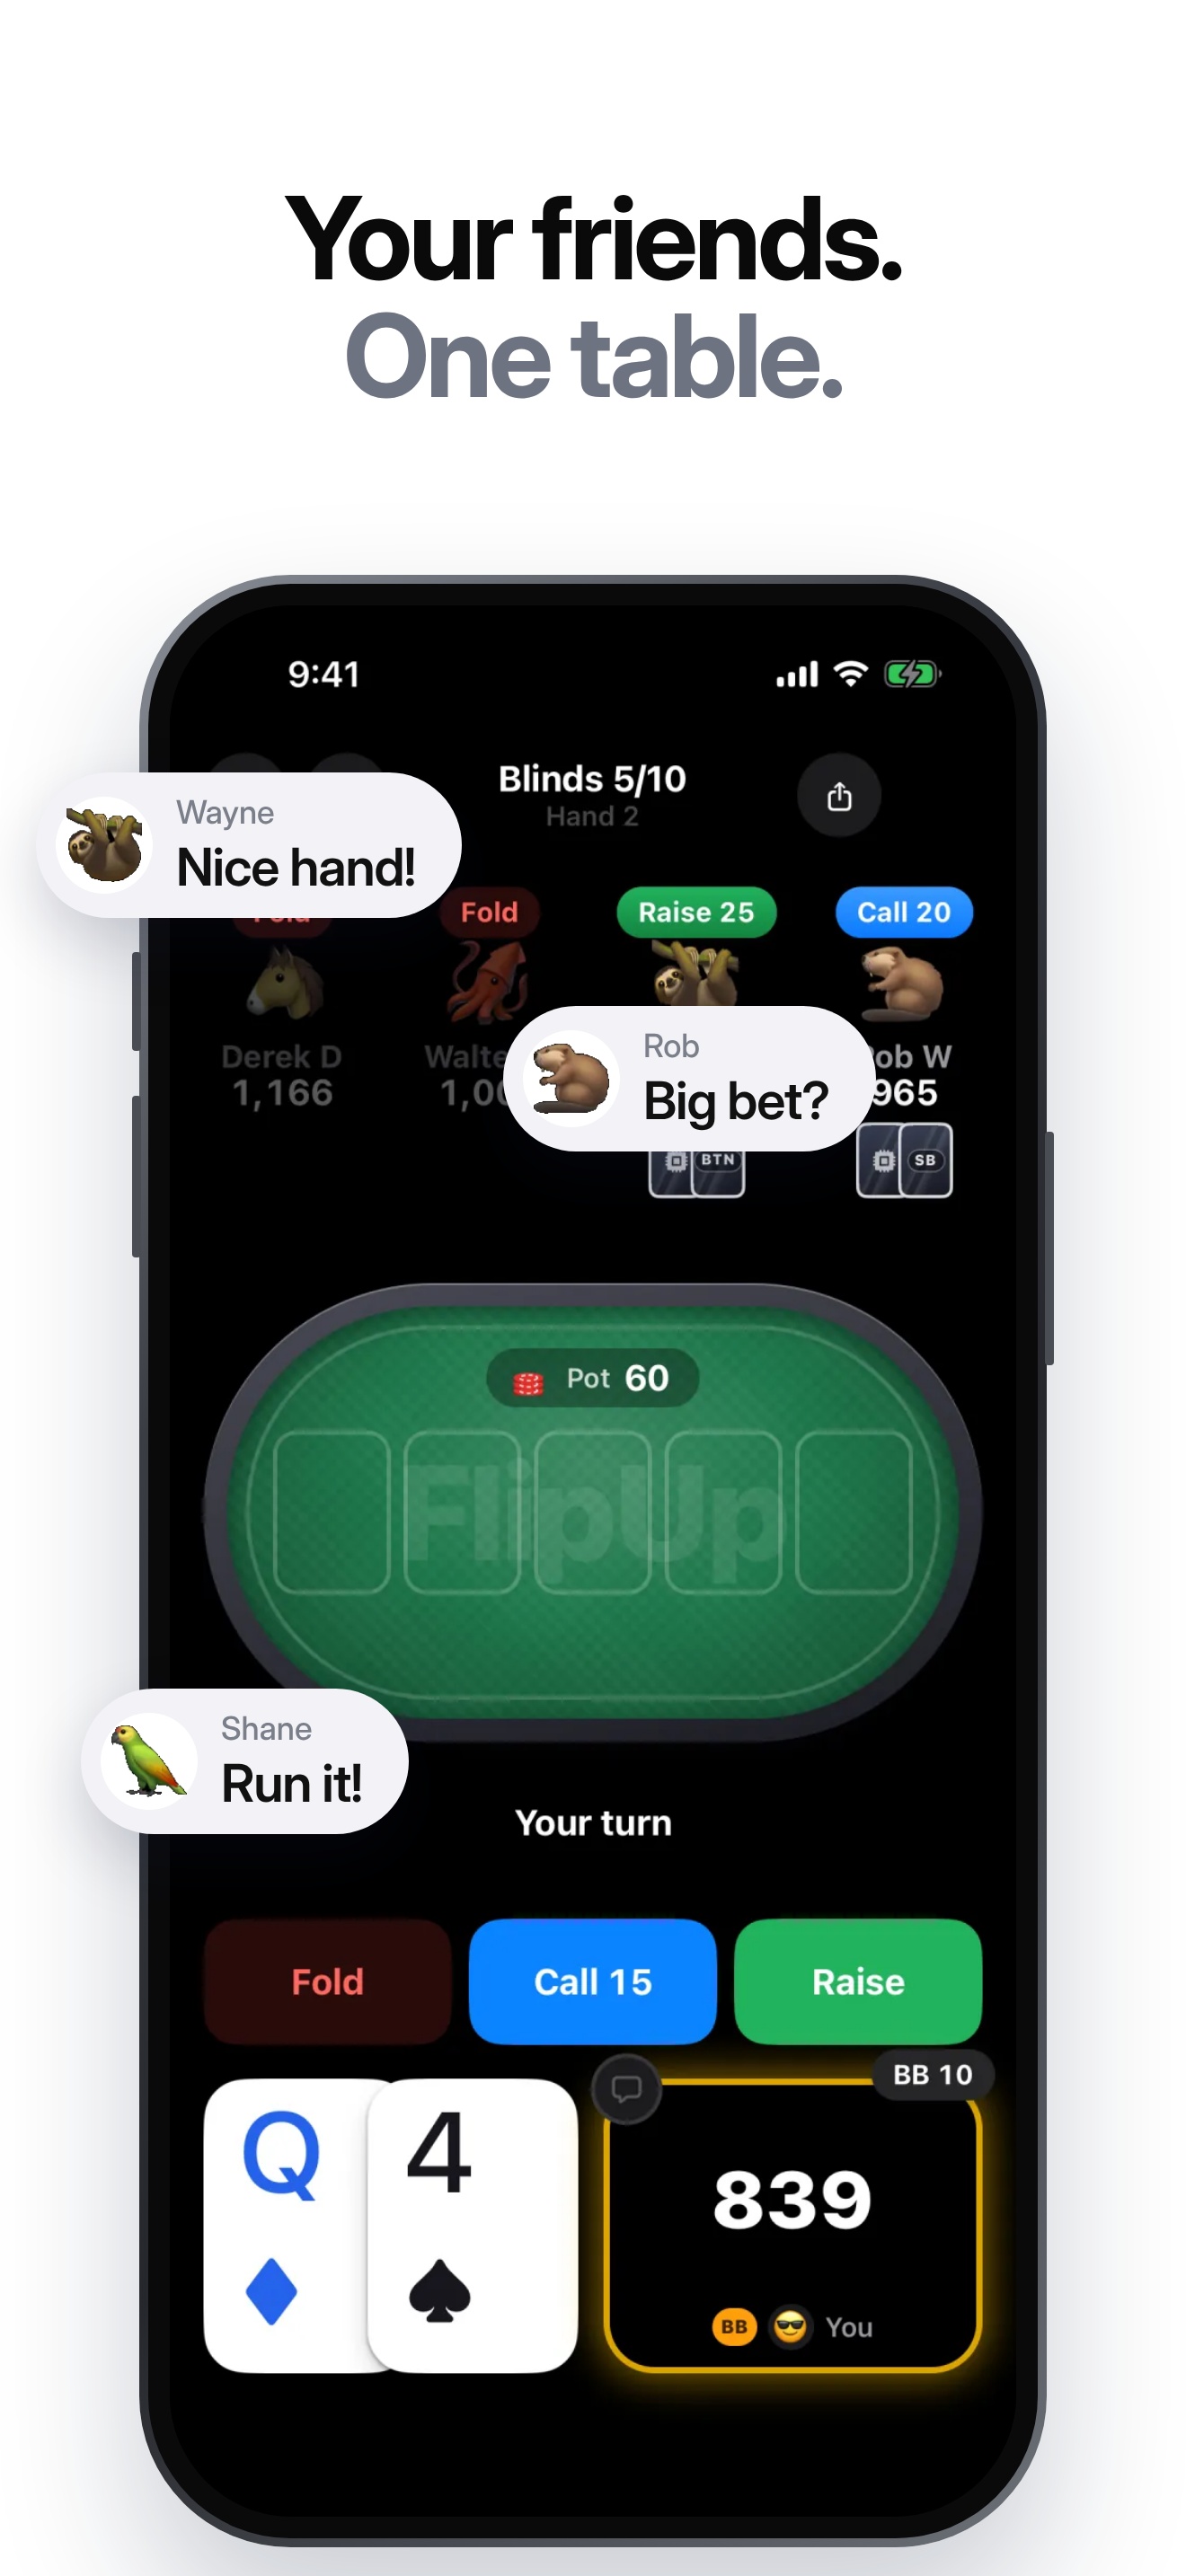 Your friends.
One table.
9:41
Blinds 5/10
Hand 2
Wayne
Nice hand!
Fold
Fold
Raise 25
Call 20
Derek D
1,166
Rob
Big bet?
965
BTN
SB
Pot 60
FlipUp
Shane
Run it!
Your turn
Fold
Call 15
Raise
BB 10
Q
4
839
BB
You